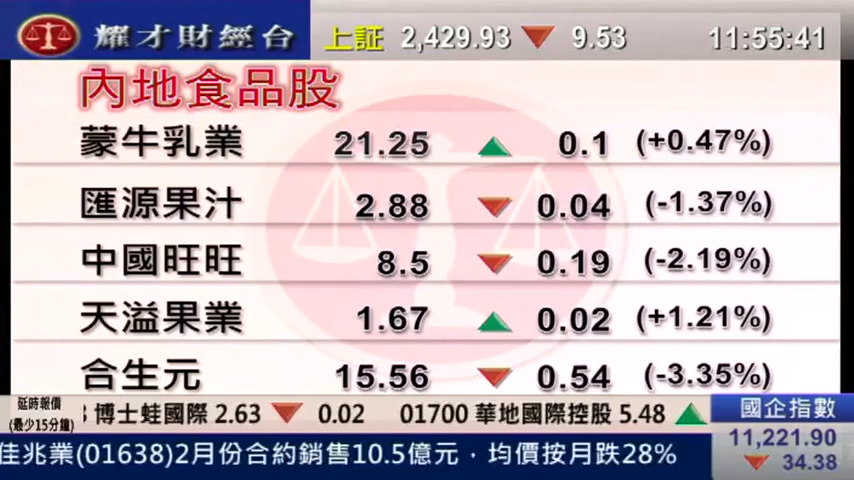 耀才財經台 上証 2,429.93 ▼ 9.53 11:55:41
內地食品股
蒙牛乳業 21.25 ▲ 0.1 (+0.47%)
匯源果汁 2.88 ▼ 0.04 (-1.37%)
中國旺旺 8.5 ▼ 0.19 (-2.19%)
天溢果業 1.67 ▲ 0.02 (+1.21%)
合生元 15.56 ▼ 0.54 (-3.35%)
延時報價
(最少15分鐘)
博士蛙國際 2.63 ▼ 0.02 01700 華地國際控股 5.48 ▲
國企指數
11,221.90
▼ 34.38
佳兆業(01638)2月份合約銷售10.5億元，均價按月跌28%